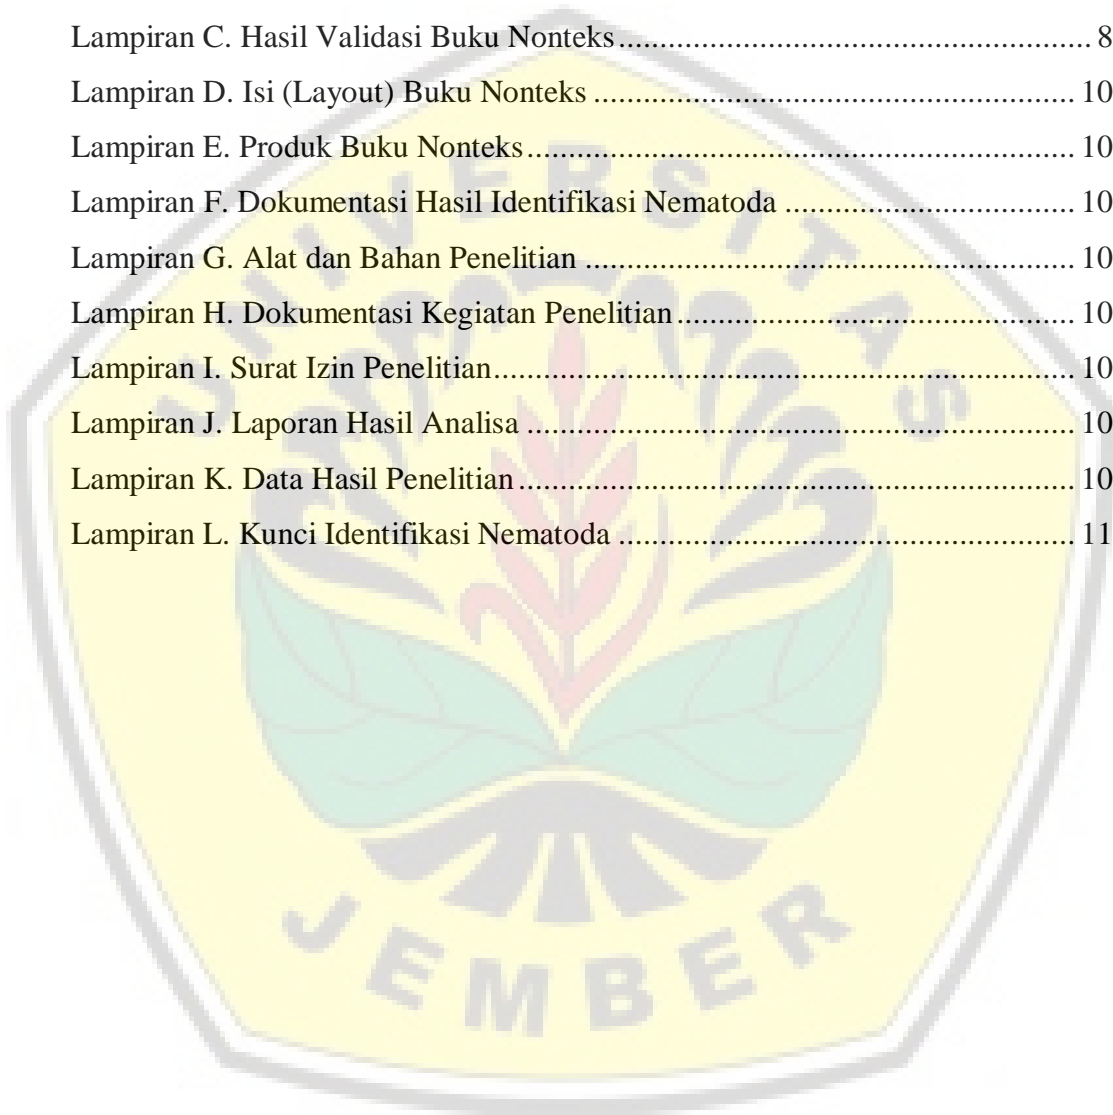 Lampiran C. Hasil Validasi Buku Nonteks.......................................................... 8
Lampiran D. Isi (Layout) Buku Nonteks ........................................................... 10
Lampiran E. Produk Buku Nonteks.................................................................... 10
Lampiran F. Dokumentasi Hasil Identifikasi Nematoda .................................... 10
Lampiran G. Alat dan Bahan Penelitian ............................................................ 10
Lampiran H. Dokumentasi Kegiatan Penelitian................................................. 10
Lampiran I. Surat Izin Penelitian........................................................................ 10
Lampiran J. Laporan Hasil Analisa ................................................................... 10
Lampiran K. Data Hasil Penelitian.................................................................... 10
Lampiran L. Kunci Identifikasi Nematoda ........................................................ 11
UNIVERSITAS
JEMBER